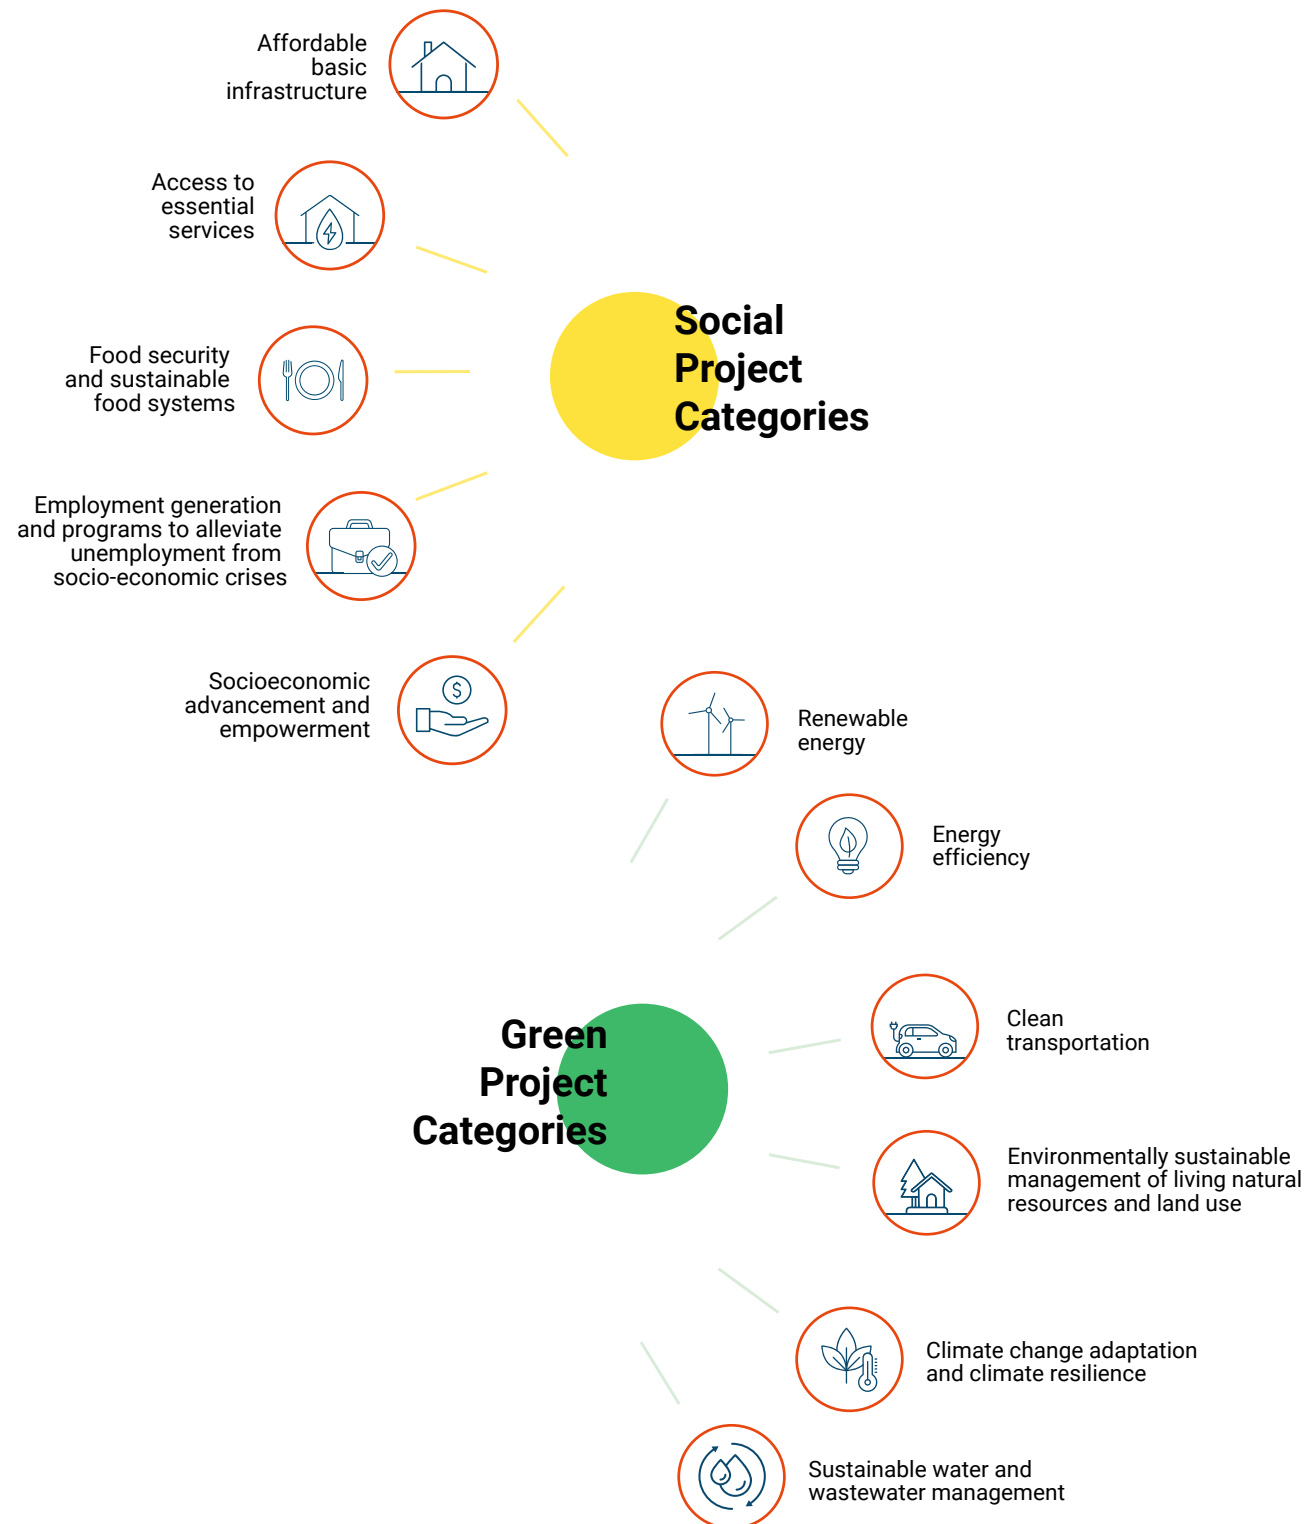 Affordable
basic
infrastructure
Access to
essential
services
Food security
and sustainable
food systems
Employment generation
and programs to alleviate
unemployment from
socio-economic crises
Socioeconomic
advancement and
empowerment
Social
Project
Categories
$
Renewable
energy
Energy
efficiency
Clean
transportation
Environmentally sustainable
management of living natural
resources and land use
Climate change adaptation
and climate resilience
Sustainable water and
wastewater management
Green
Project
Categories